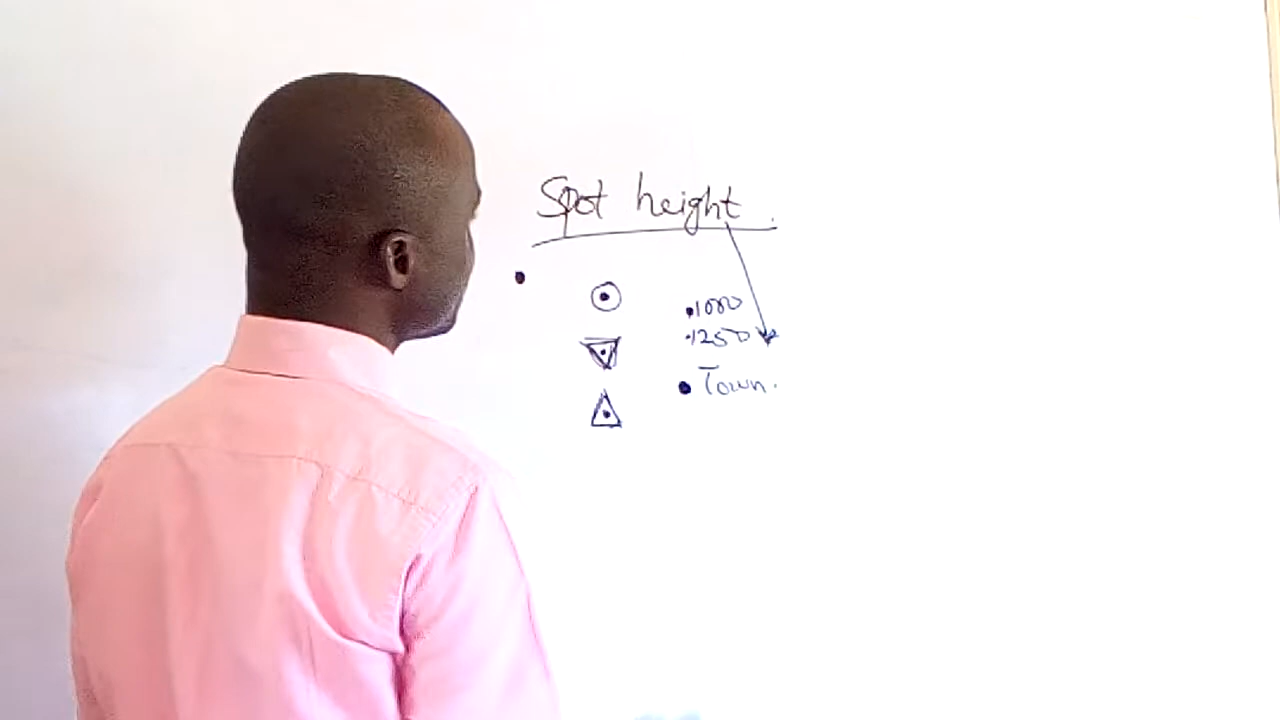 Spot height.
.1000
.1250
• Town.